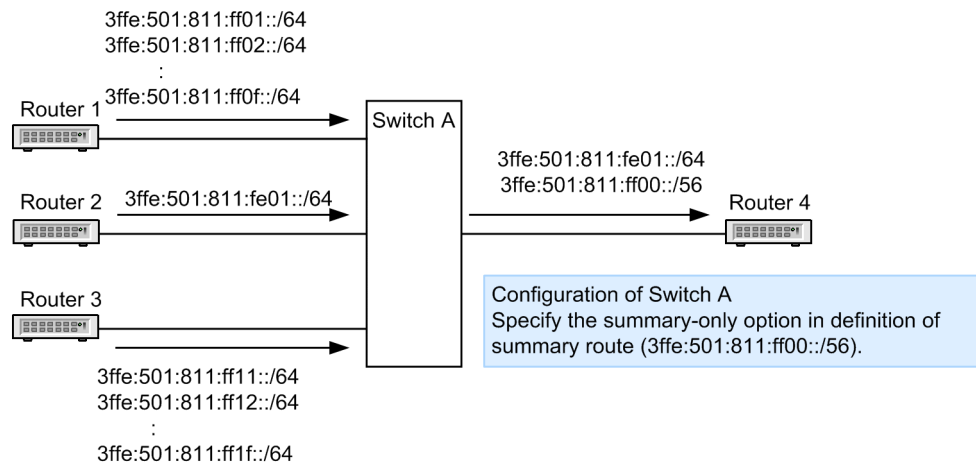 3ffe:501:811:ff01::/64
3ffe:501:811:ff02::/64
:
3ffe:501:811:ff0f::/64
Router 1
Switch A
3ffe:501:811:fe01::/64
3ffe:501:811:ff00::/56
Router 2
3ffe:501:811:fe01::/64
Router 4
Router 3
Configuration of Switch A
Specify the summary-only option in definition of
summary route (3ffe:501:811:ff00::/56).
3ffe:501:811:ff11::/64
3ffe:501:811:ff12::/64
:
3ffe:501:811:ff1f::/64